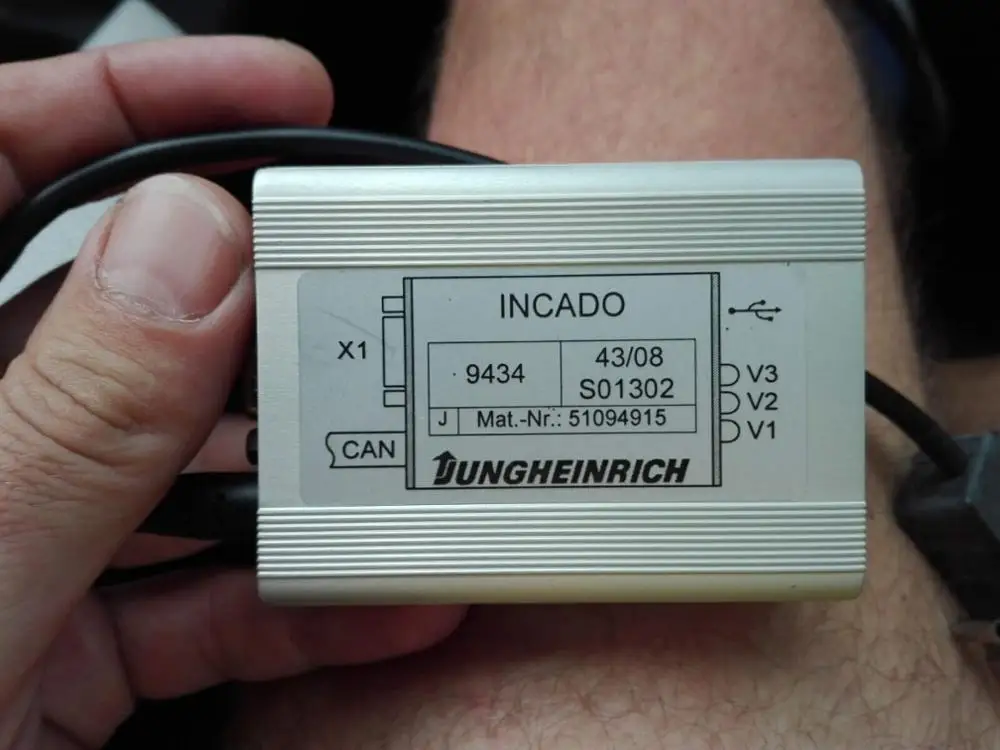 INCADO
X1
9434
43/08
S01302
V3
V2
V1
J Mat.-Nr.: 51094915
CAN
JUNGHEINRICH